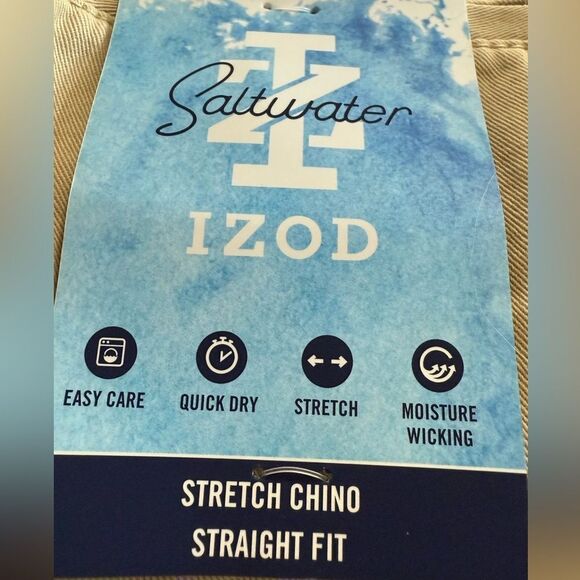 Saltwater
IZOD
EASY CARE
QUICK DRY
STRETCH
MOISTURE
WICKING
STRETCH CHINO
STRAIGHT FIT